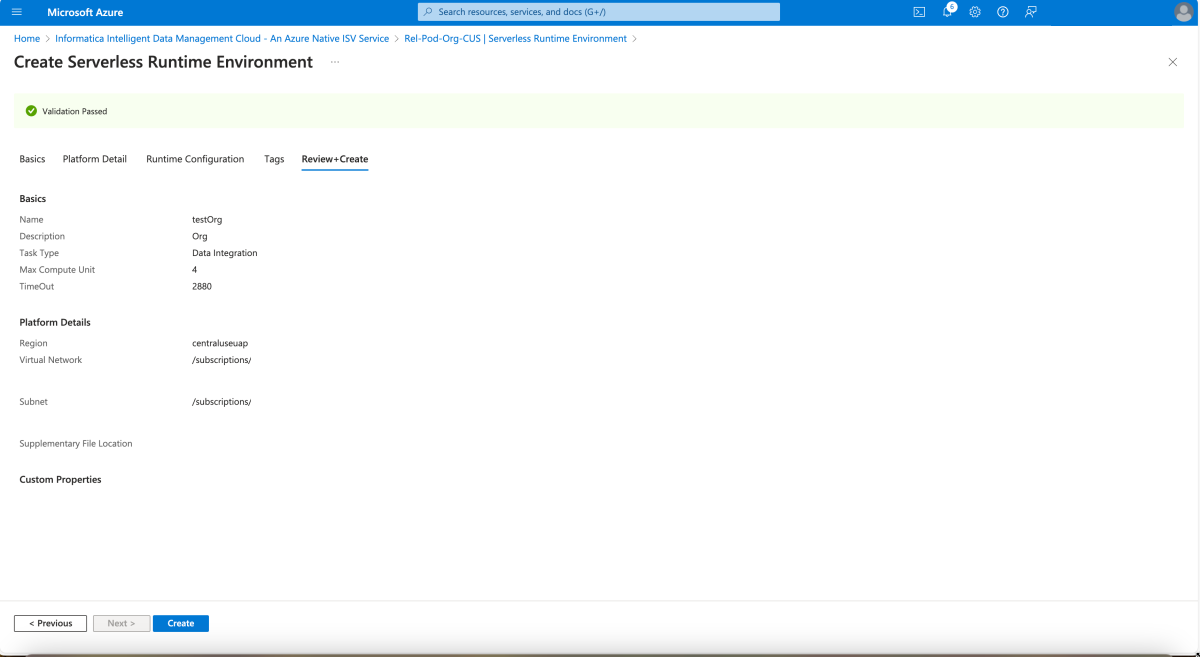 Microsoft Azure
Search resources, services, and docs (G+/)
6
Home > Informatica Intelligent Data Management Cloud - An Azure Native ISV Service > Rel-Pod-Org-CUS | Serverless Runtime Environment >
Create Serverless Runtime Environment ...
Validation Passed
Basics Platform Detail Runtime Configuration Tags Review+Create
Basics
Name testOrg
Description Org
Task Type Data Integration
Max Compute Unit 4
TimeOut 2880
Platform Details
Region centraluseuap
Virtual Network /subscriptions/
Subnet /subscriptions/
Supplementary File Location
Custom Properties
< Previous Next > Create